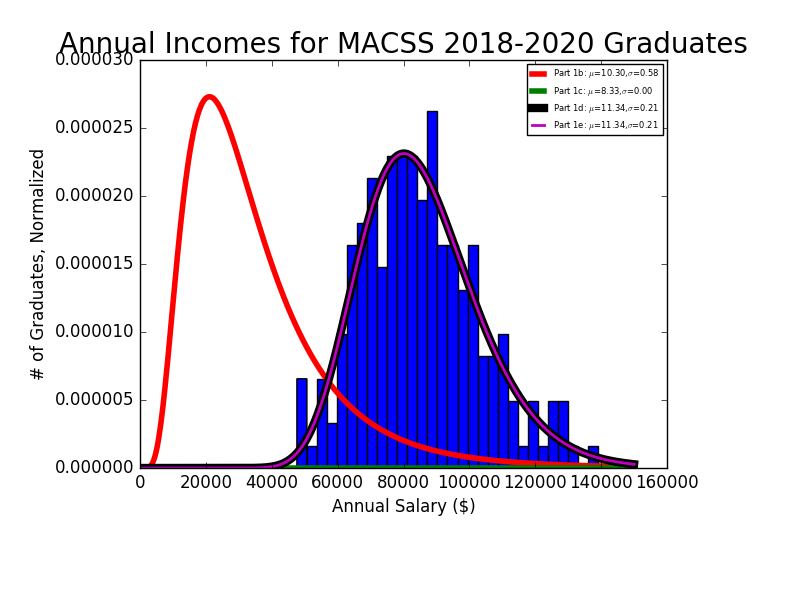 Annual Incomes for MACSS 2018-2020 Graduates
0.000030
0.000025
0.000020
0.000015
0.000010
0.000005
0.000000
# of Graduates, Normalized
Part 1b: μ=10.30,σ=0.58
Part 1c: μ=8.33,σ=0.00
Part 1d: μ=11.34,σ=0.21
Part 1e: μ=11.34,σ=0.21
0 20000 40000 60000 80000 100000 120000 140000 160000
Annual Salary ($)